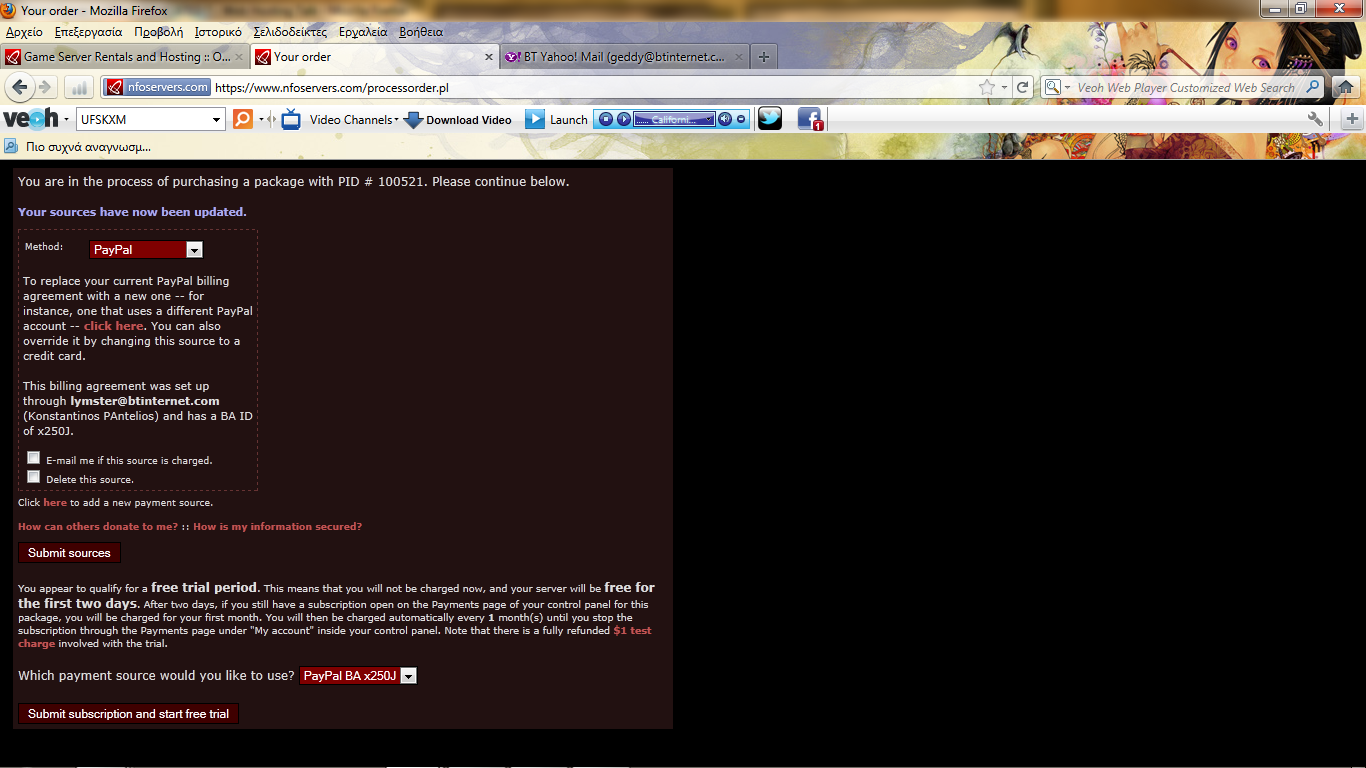 Your order - Mozilla Firefox
Αρχείο Επεξεργασία Προβολή Ιστορικό Σελιδοδείκτες Εργαλεία Βοήθεια
Game Server Rentals and Hosting :: O...
Your order
BT Yahoo! Mail (geddy@btinternet.c...
nfoservers.com https://www.nfoservers.com/processorder.pl
Veoh Web Player Customized Web Search
veoh UFSKXM Video Channels Download Video Launch Californi... 1
Πιο συχνά αναγνωσμ...
You are in the process of purchasing a package with PID # 100521. Please continue below.
Your sources have now been updated.
Method: PayPal
To replace your current PayPal billing
agreement with a new one -- for
instance, one that uses a different PayPal
account -- click here. You can also
override it by changing this source to a
credit card.
This billing agreement was set up
through lymster@btinternet.com
(Konstantinos PAntelios) and has a BA ID
of x250J.
E-mail me if this source is charged.
Delete this source.
Click here to add a new payment source.
How can others donate to me? :: How is my information secured?
Submit sources
You appear to qualify for a free trial period. This means that you will not be charged now, and your server will be free for
the first two days. After two days, if you still have a subscription open on the Payments page of your control panel for this
package, you will be charged for your first month. You will then be charged automatically every 1 month(s) until you stop the
subscription through the Payments page under "My account" inside your control panel. Note that there is a fully refunded $1 test
charge involved with the trial.
Which payment source would you like to use? PayPal BA x250J
Submit subscription and start free trial